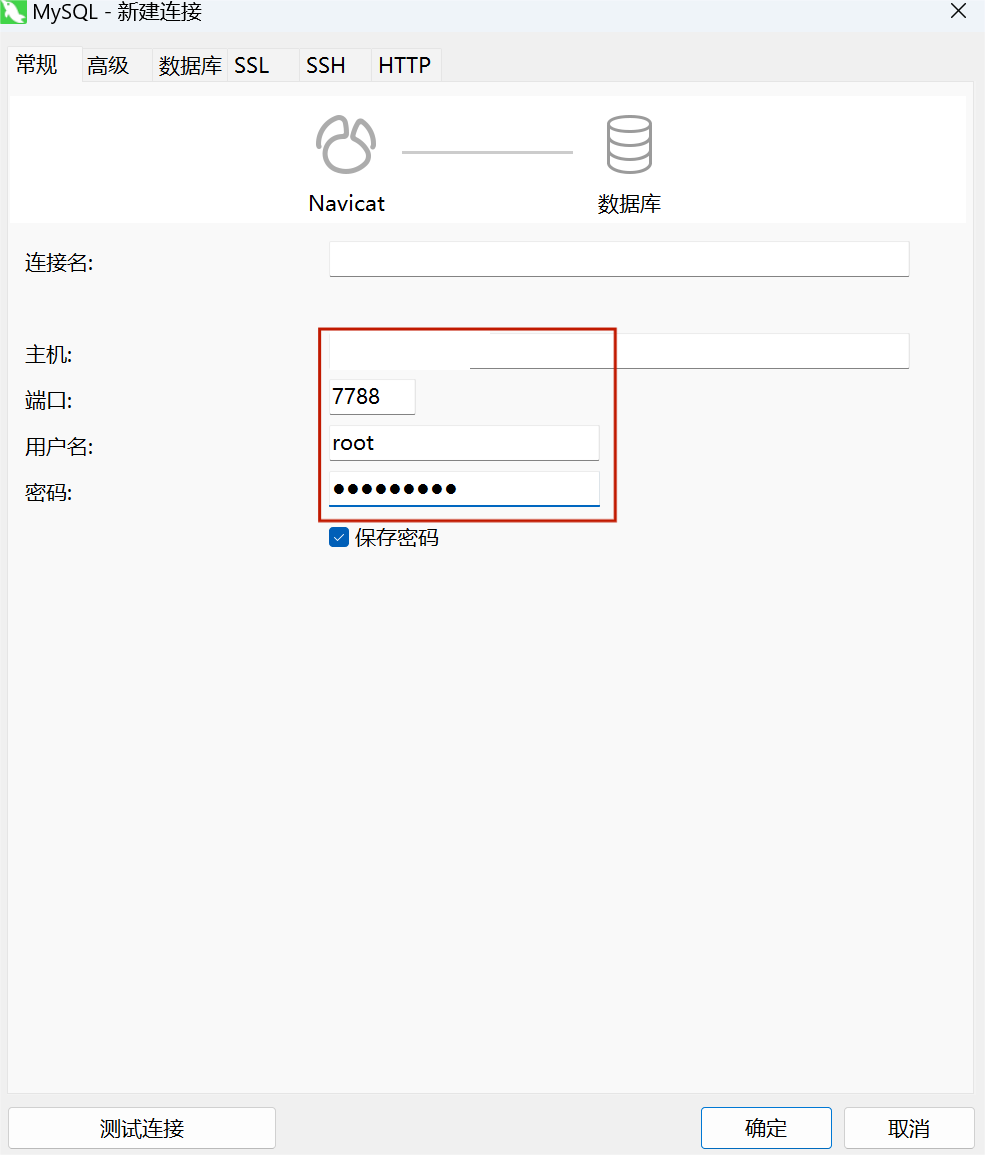 MySQL - 新建连接
常规 高级 数据库 SSL SSH HTTP
Navicat 数据库
连接名:
主机:
端口: 7788
用户名: root
密码: ●●●●●●●●●
保存密码
测试连接 确定 取消